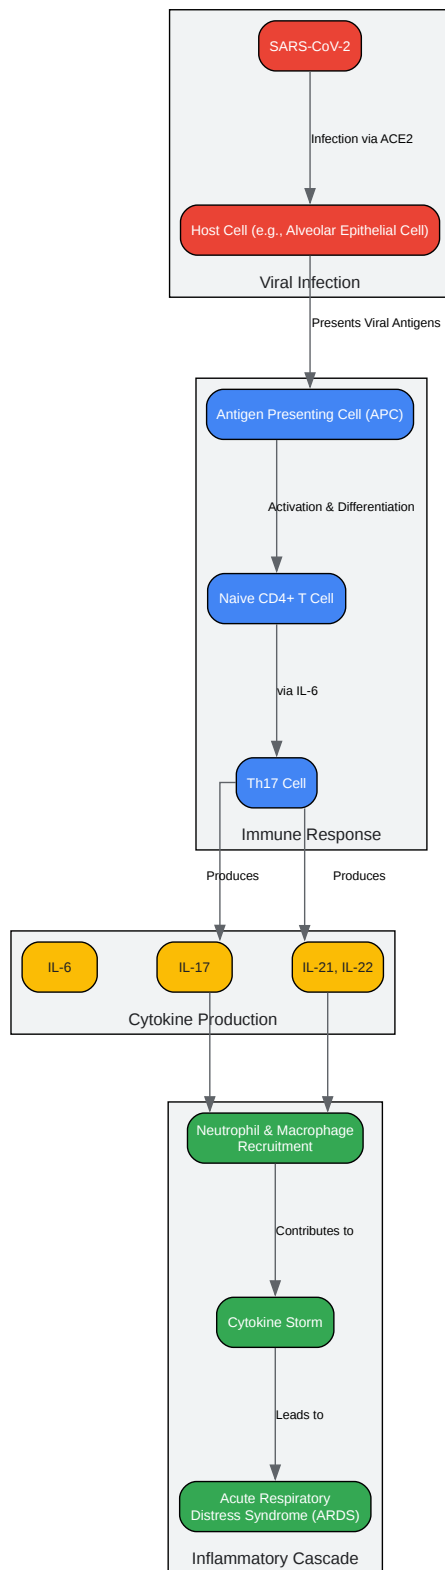 SARS-CoV-2
Infection via ACE2
Host Cell (e.g., Alveolar Epithelial Cell)
Viral Infection
Presents Viral Antigens
Antigen Presenting Cell (APC)
Activation & Differentiation
Naive CD4+ T Cell
via IL-6
Th17 Cell
Immune Response
Produces
Produces
IL-6
IL-17
IL-21, IL-22
Cytokine Production
Neutrophil & Macrophage
Recruitment
Contributes to
Cytokine Storm
Leads to
Acute Respiratory
Distress Syndrome (ARDS)
Inflammatory Cascade